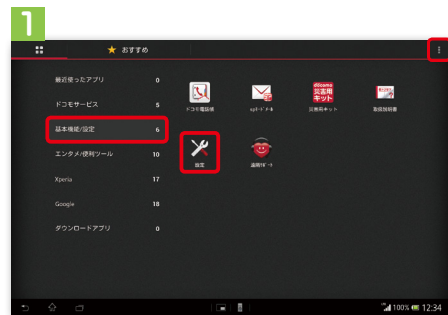 1
おすすめ
最近使ったアプリ 0
ドコモサービス 5
基本機能/設定 6
エンタメ/便利ツール 10
Xperia 17
Google 18
ダウンロードアプリ 0
ドコモ電話帳
spモードメール
docomo
災害用
キット
災害用キット
取扱説明書
設定
遠隔サポート
100% 12:34